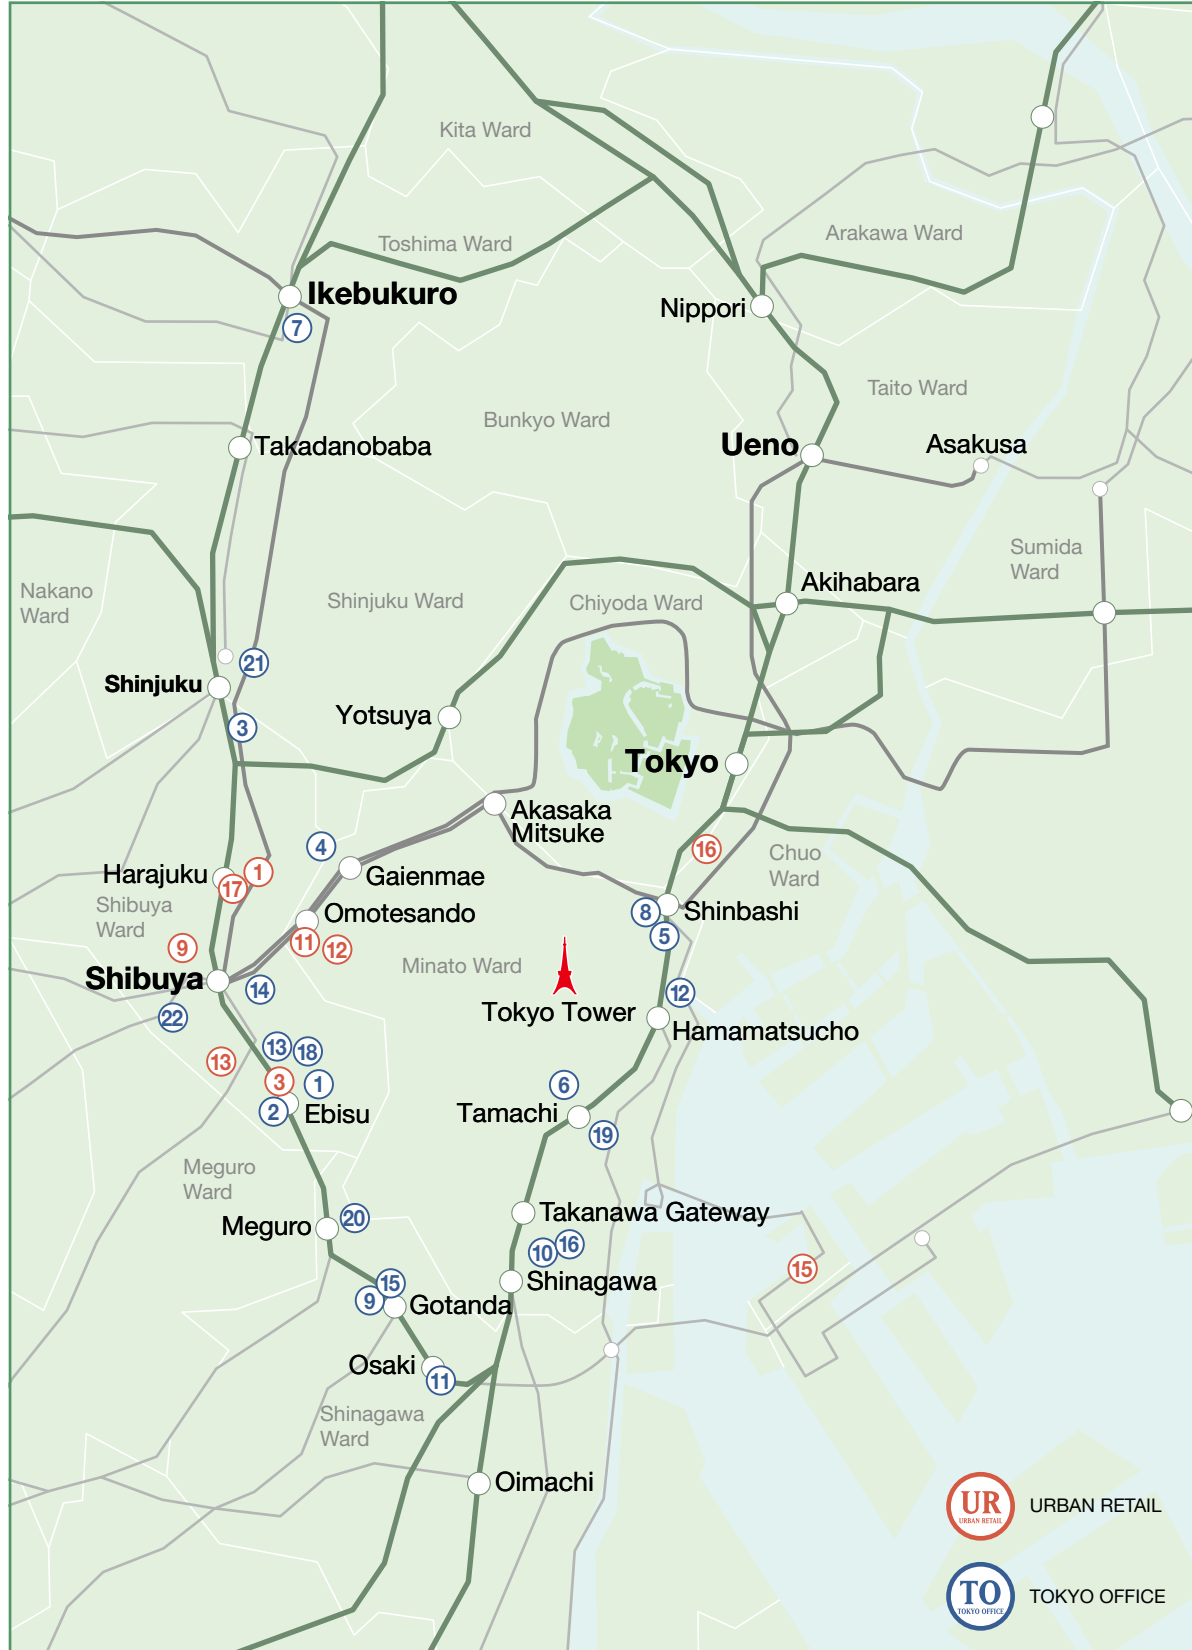 Kita Ward
Arakawa Ward
Toshima Ward
Ikebukuro
Nippori
7
Taito Ward
Bunkyo Ward
Takadanobaba
Ueno
Asakusa
Sumida
Ward
Akihabara
Nakano
Ward
Shinjuku Ward
Chiyoda Ward
21
Shinjuku
Yotsuya
3
Tokyo
Akasaka
Mitsuke
4
16
Chuo
Ward
Harajuku
1
17
Gaienmae
Shibuya
Ward
Omotesando
8
Shinbashi
5
9
11
12
Minato Ward
Shibuya
14
12
22
Tokyo Tower
Hamamatsucho
13
18
13
3
1
2
Ebisu
6
Tamachi
19
Meguro
Ward
Meguro
20
Takanawa Gateway
10
16
15
Shinagawa
15
9
Gotanda
Osaki
11
Shinagawa
Ward
Oimachi
UR
URBAN RETAIL
URBAN RETAIL
TO
TOKYO OFFICE
TOKYO OFFICE